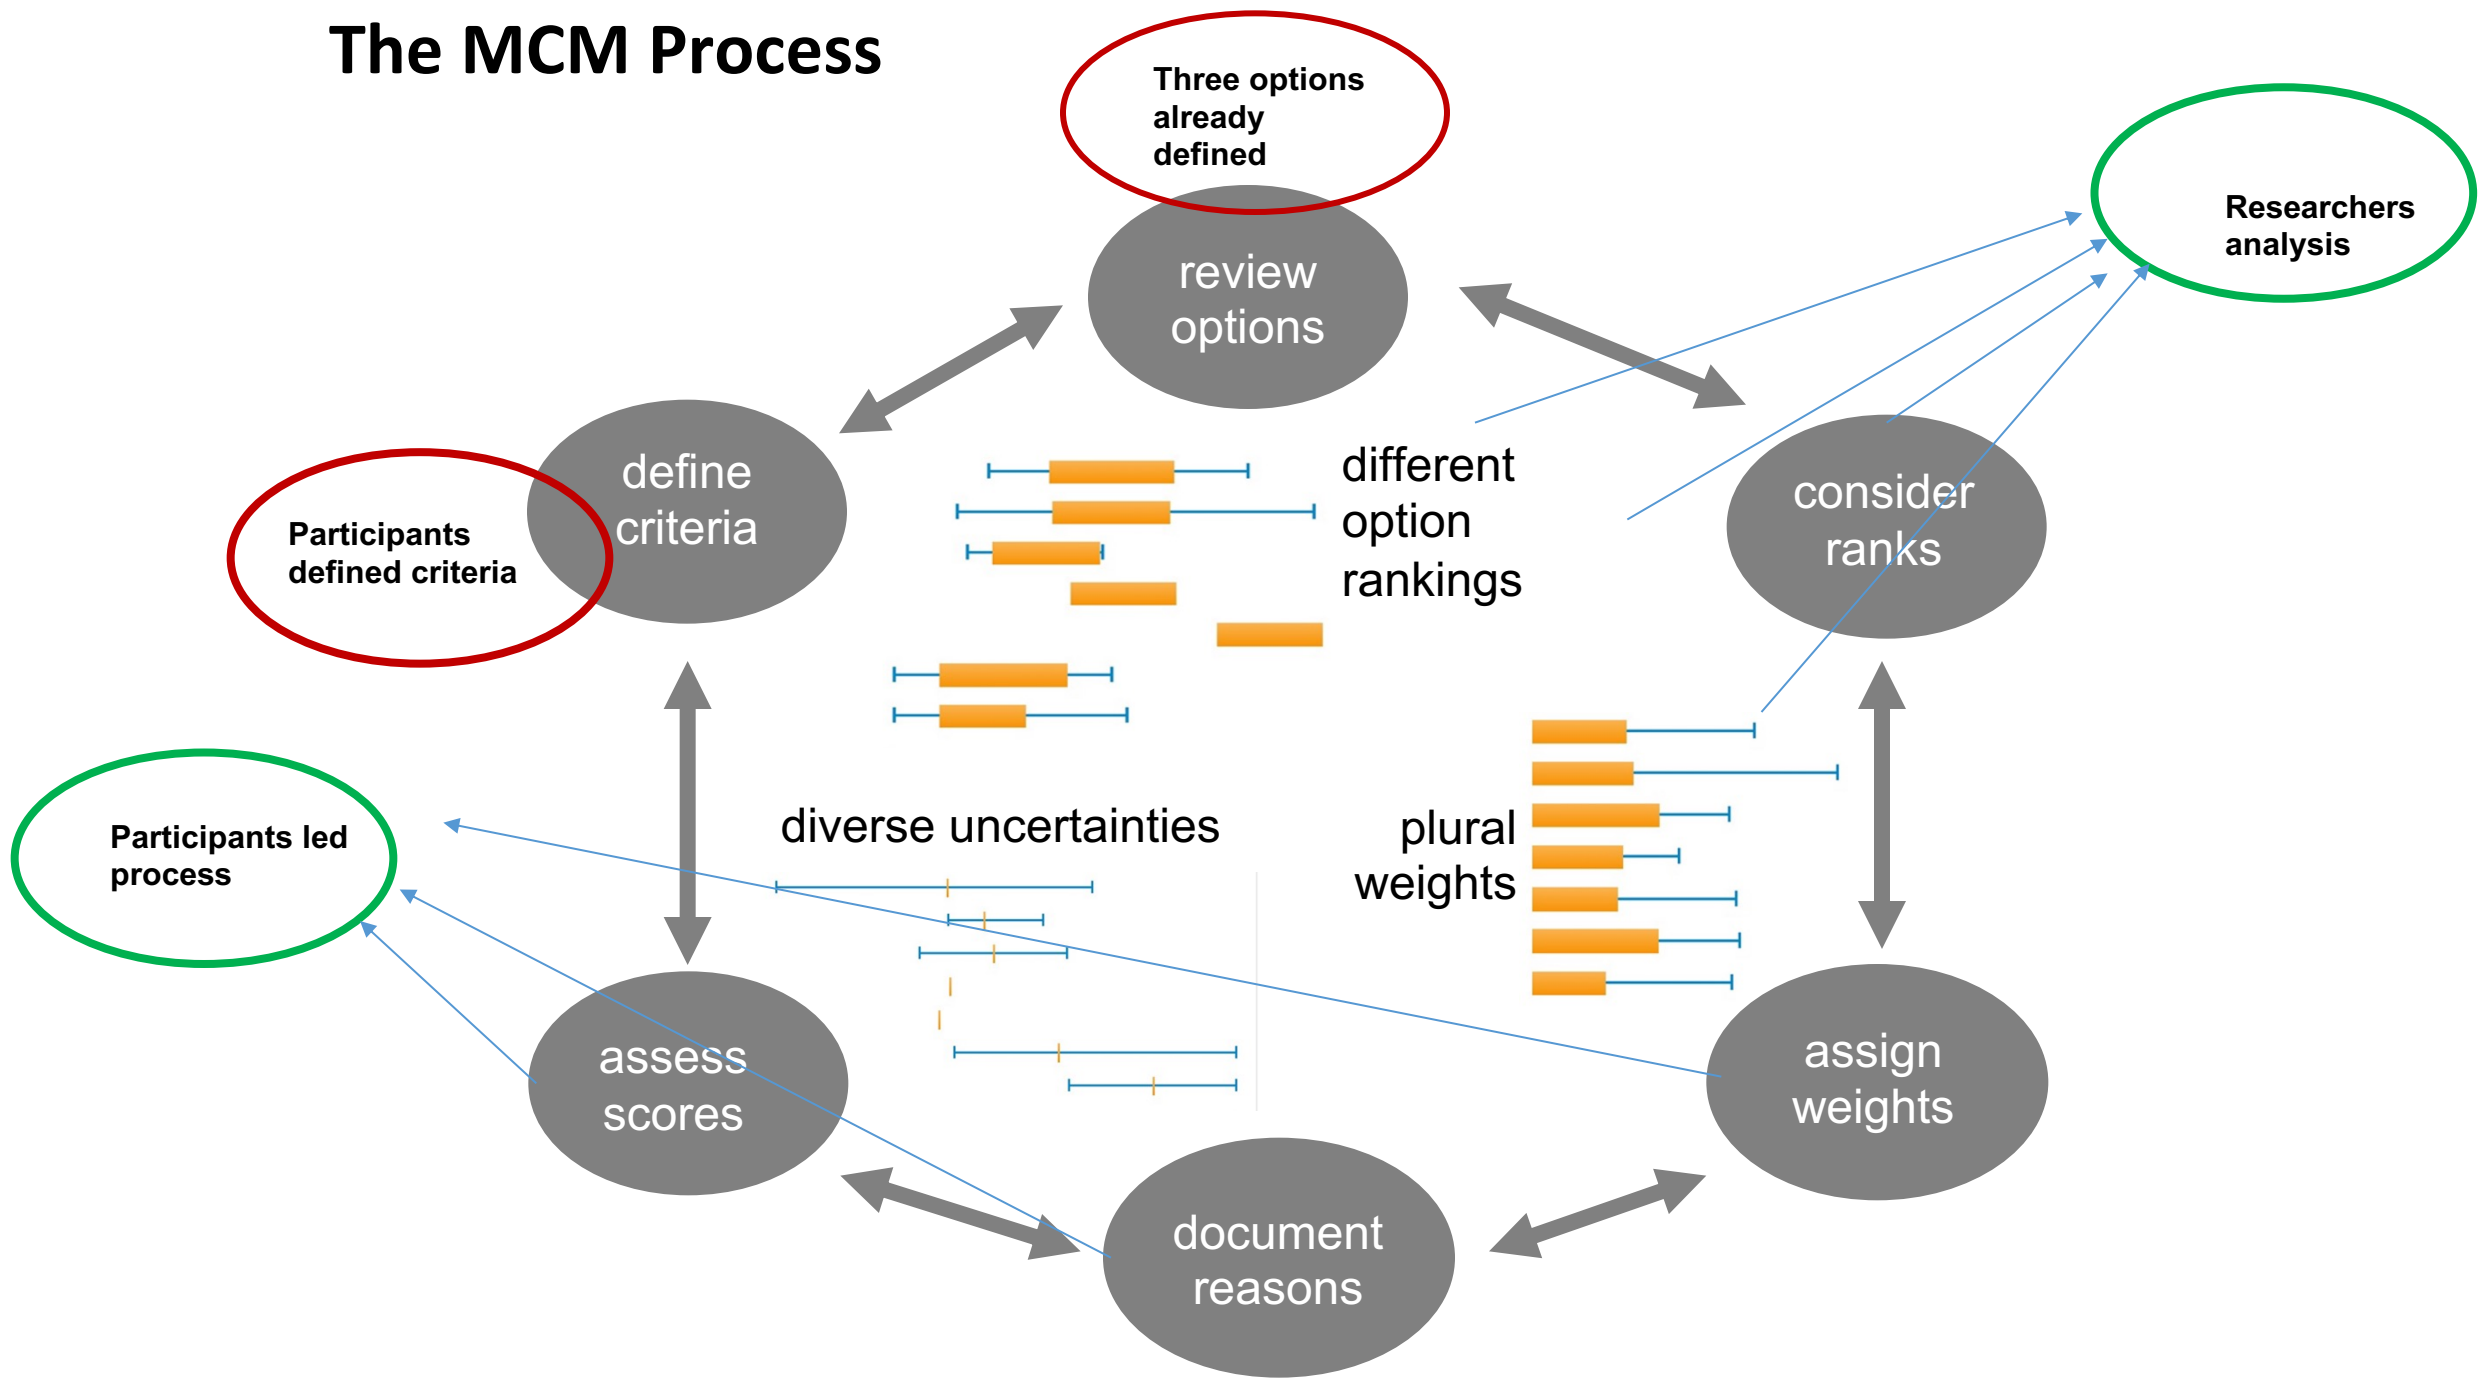 The MCM Process
Three options
already
defined
Researchers
analysis
review
options
define
criteria
Participants
defined criteria
different
option
rankings
consider
ranks
Participants led
process
diverse uncertainties
plural
weights
assess
scores
assign
weights
document
reasons